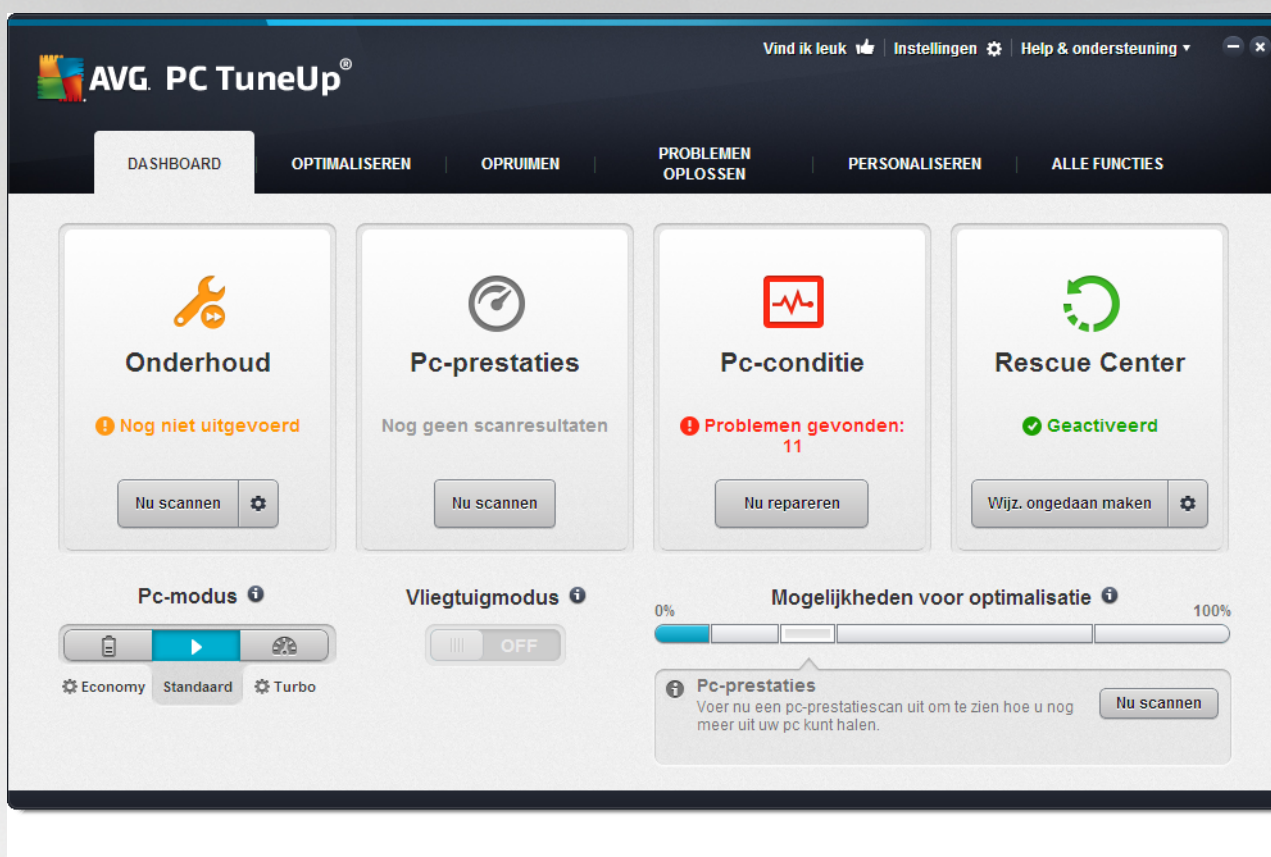 Vind ik leuk Instellingen Help & ondersteuning
AVG. PC TuneUp®
DASHBOARD OPTIMALISEREN OPRUIMEN PROBLEMEN OPLOSSEN PERSONALISEREN ALLE FUNCTIES
Onderhoud
Nog niet uitgevoerd
Nu scannen
Pc-prestaties
Nog geen scanresultaten
Nu scannen
Pc-conditie
Problemen gevonden:
11
Nu repareren
Rescue Center
Geactiveerd
Wijz. ongedaan maken
Pc-modus
Economy Standaard Turbo
Vliegtuigmodus
OFF
Mogelijkheden voor optimalisatie
0% 100%
Pc-prestaties
Voer nu een pc-prestatiescan uit om te zien hoe u nog
meer uit uw pc kunt halen.
Nu scannen